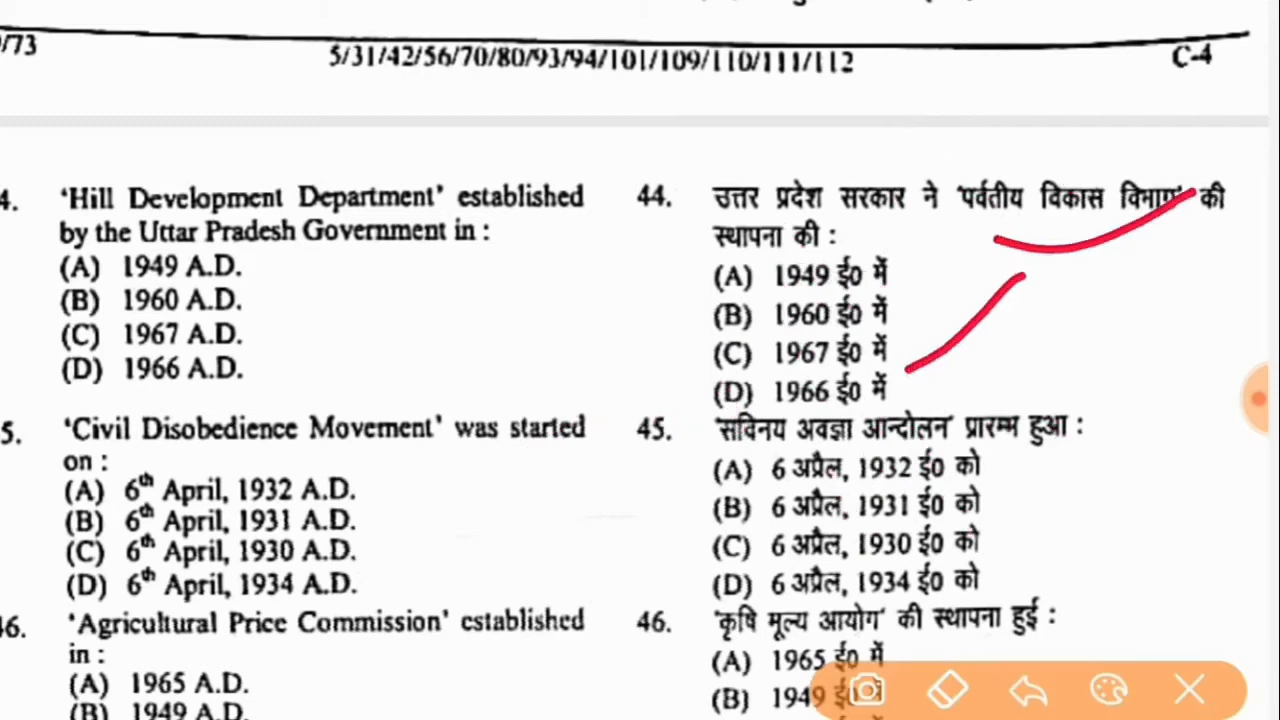 /73
5/31/42/56/70/80/93/94/101/109/110/111/112
C-4
4. 'Hill Development Department' established
by the Uttar Pradesh Government in :
(A) 1949 A.D.
(B) 1960 A.D.
(C) 1967 A.D.
(D) 1966 A.D.
5. 'Civil Disobedience Movement' was started
on :
(A) 6th April, 1932 A.D.
(B) 6th April, 1931 A.D.
(C) 6th April, 1930 A.D.
(D) 6th April, 1934 A.D.
46. 'Agricultural Price Commission' established
in :
(A) 1965 A.D.
(B) 1949 A.D.
44. उत्तर प्रदेश सरकार ने 'पर्वतीय विकास विभाग' की
स्थापना की :
(A) 1949 ई0 में
(B) 1960 ई0 में
(C) 1967 ई0 में
(D) 1966 ई0 में
45. 'सविनय अवज्ञा आन्दोलन' प्रारम्भ हुआ :
(A) 6 अप्रैल, 1932 ई0 को
(B) 6 अप्रैल, 1931 ई0 को
(C) 6 अप्रैल, 1930 ई0 को
(D) 6 अप्रैल, 1934 ई0 को
46. 'कृषि मूल्य आयोग' की स्थापना हुई :
(A) 1965 ई0 में
(B) 1949 ई0